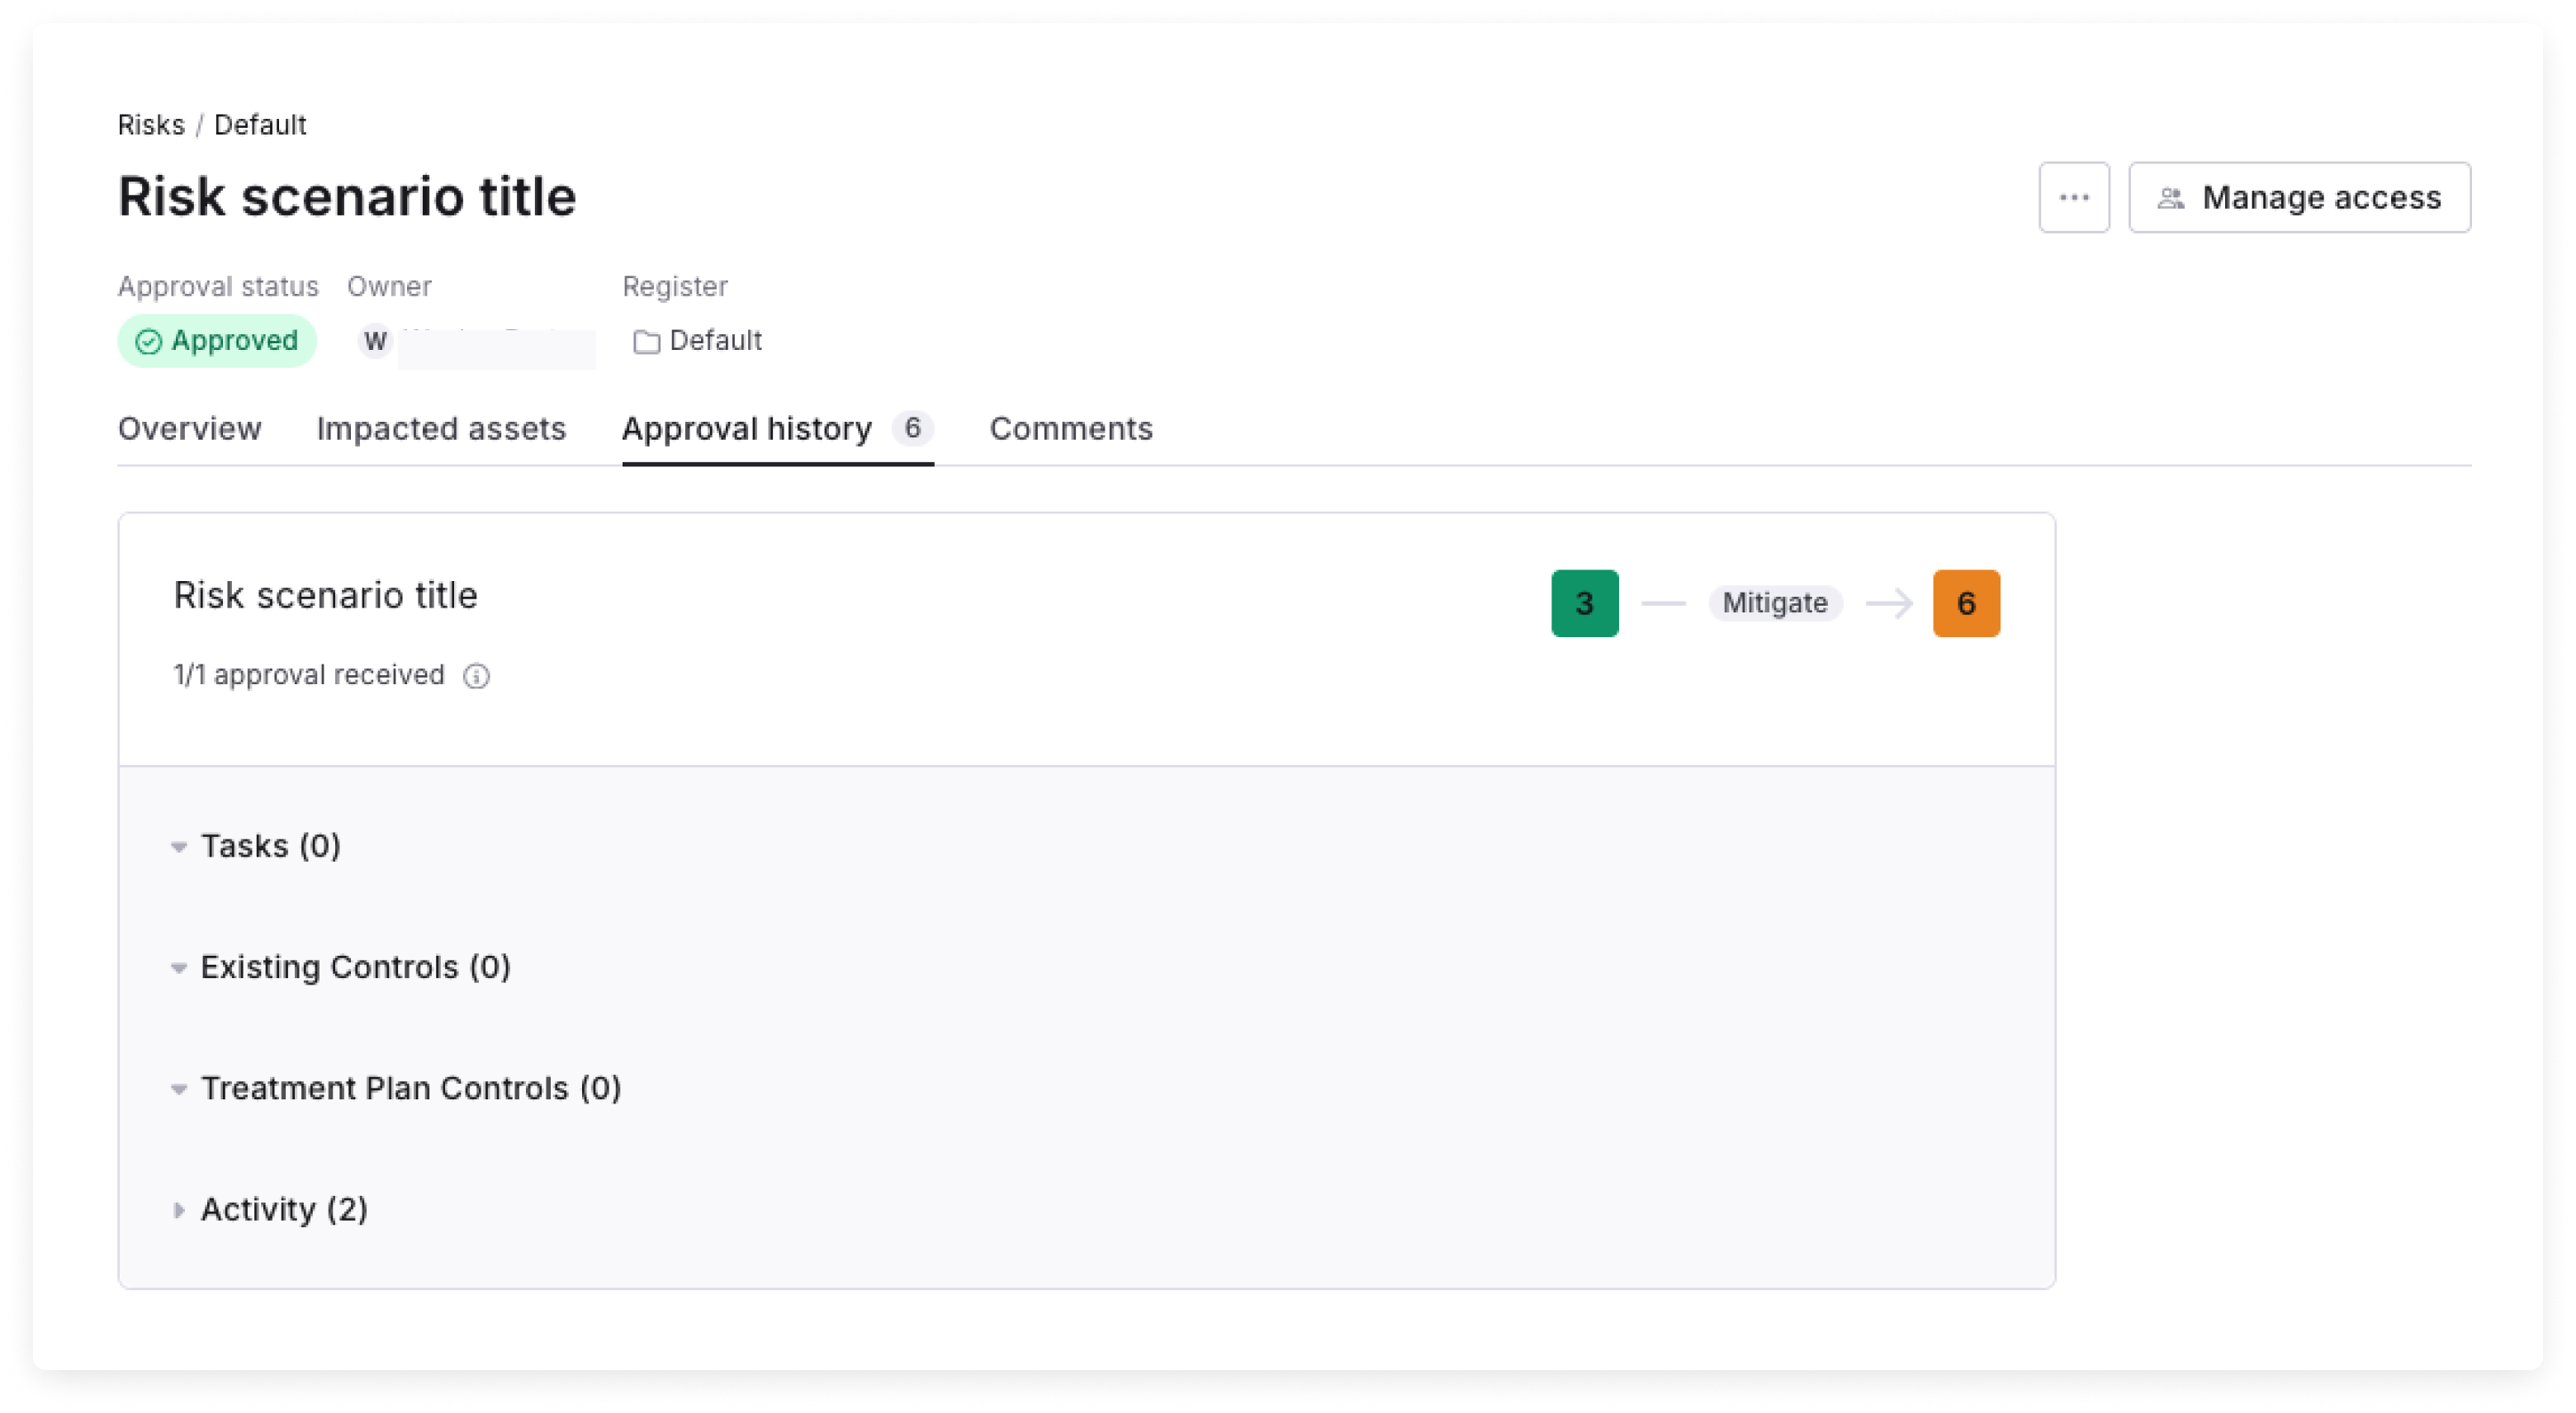 Risks / Default
Risk scenario title
Manage access
Approval status Owner Register
Approved W Default
Overview Impacted assets Approval history 6 Comments
Risk scenario title
3 Mitigate 6
1/1 approval received
Tasks (0)
Existing Controls (0)
Treatment Plan Controls (0)
Activity (2)